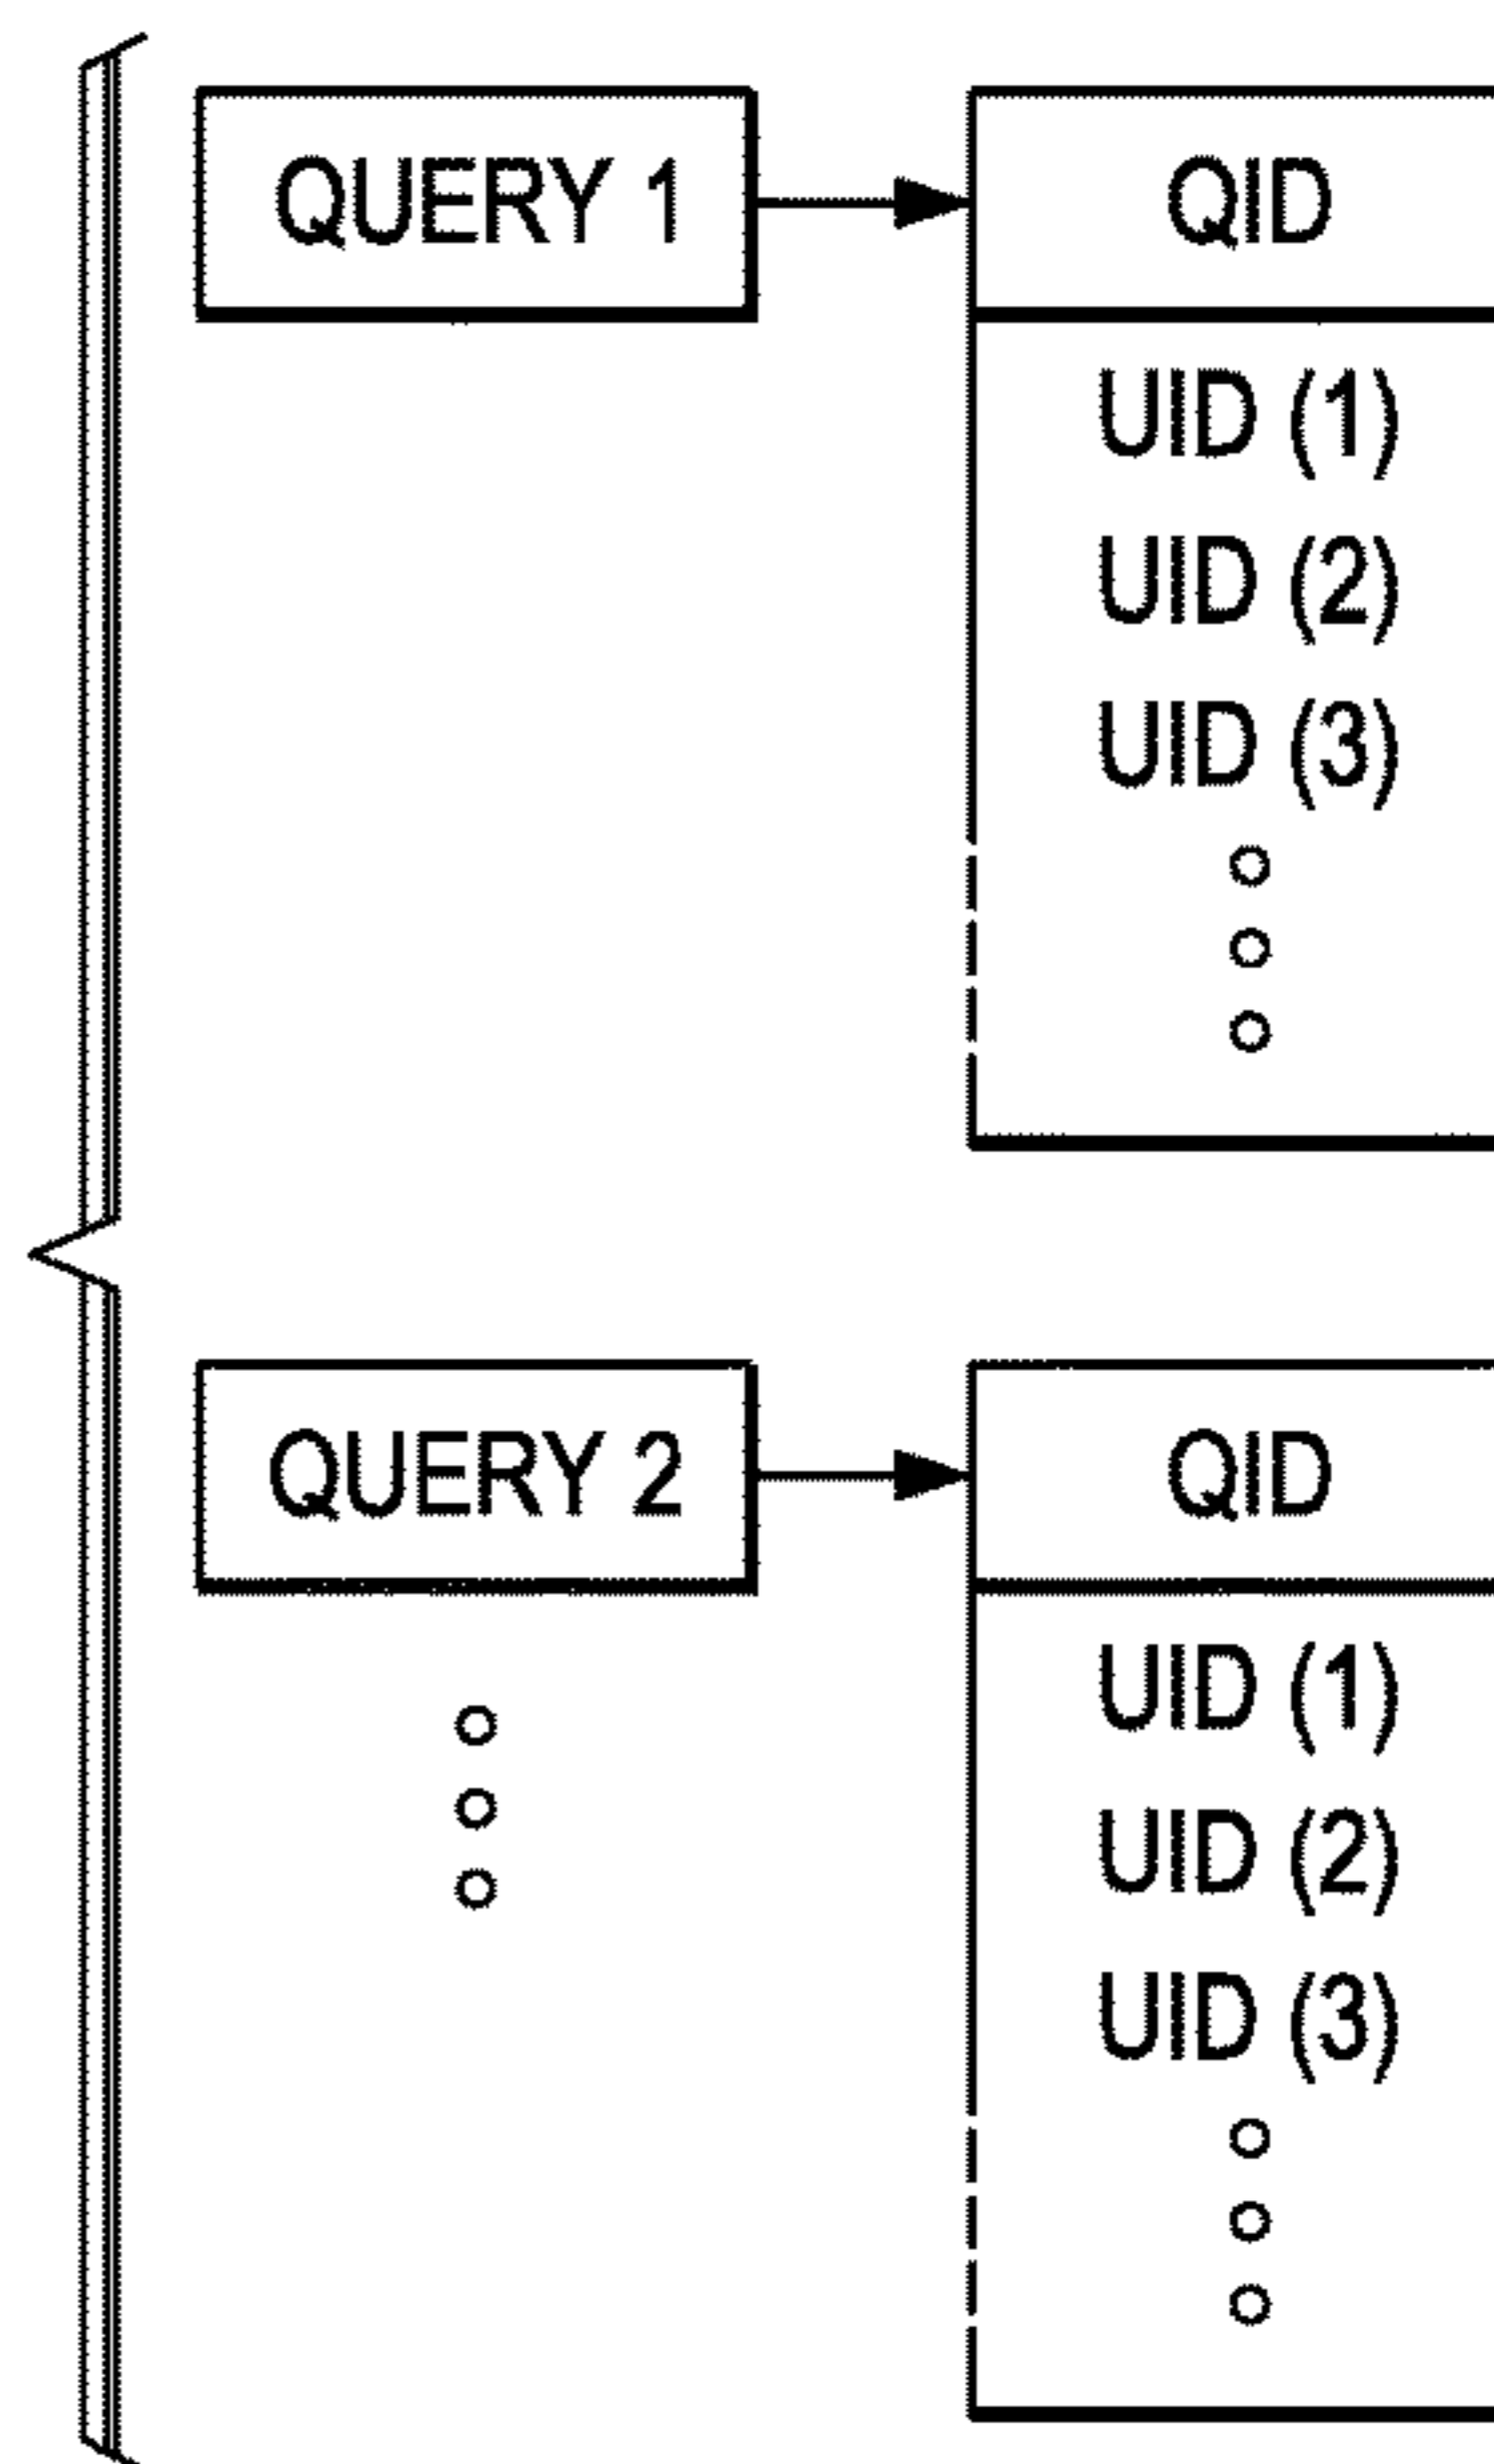 QUERY 1
QID
UID (1)
UID (2)
UID (3)
QUERY 2
QID
UID (1)
UID (2)
UID (3)